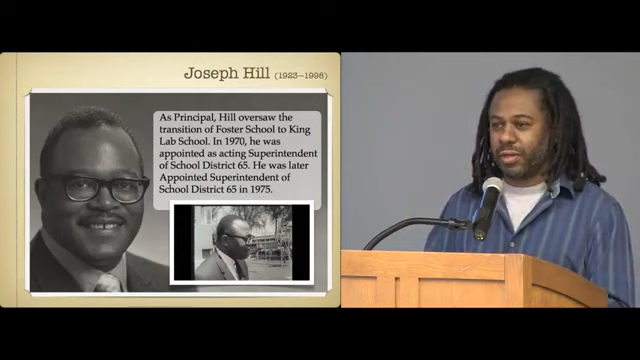 Joseph Hill (1923–1998)
As Principal, Hill oversaw the
transition of Foster School to King
Lab School. In 1970, he was
appointed as acting Superintendent
of School District 65. He was later
Appointed Superintendent of
School District 65 in 1975.